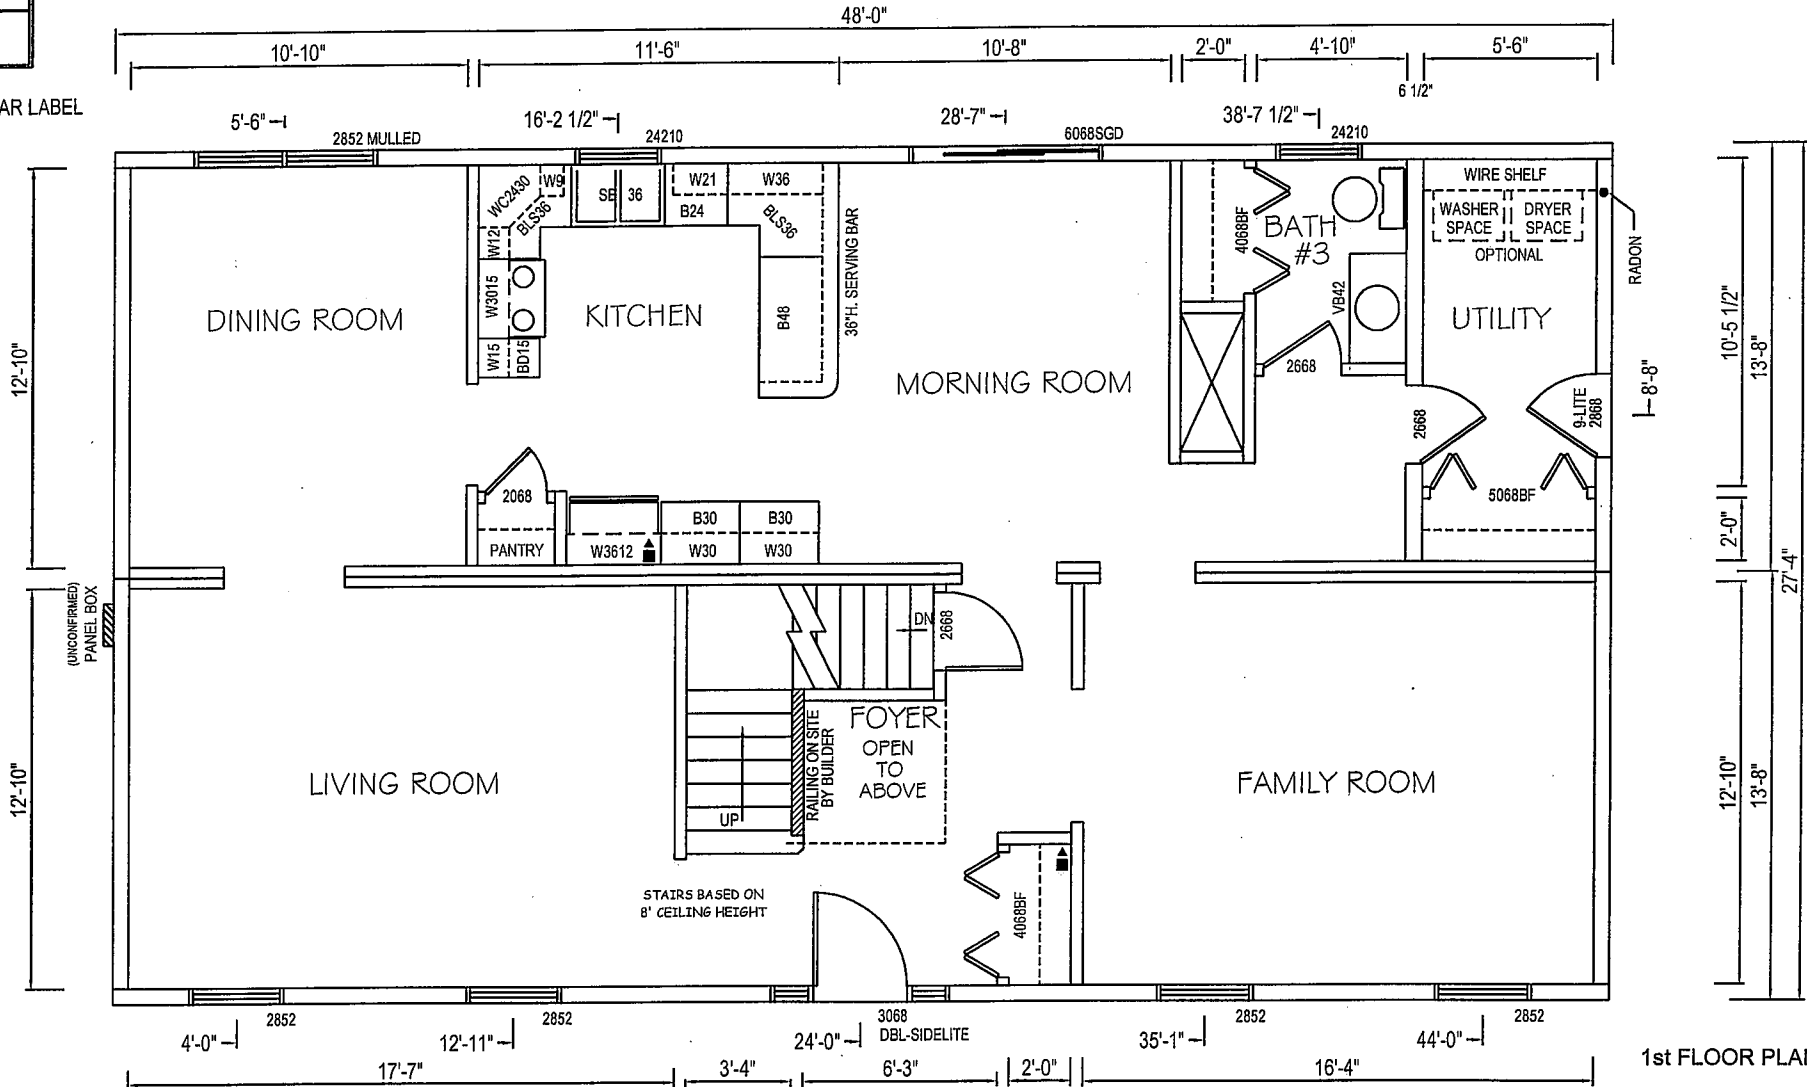 48'-0"
10'-10"
11'-6"
10'-8"
2'-0"
4'-10"
5'-6"
6 1/2"
AR LABEL
5'-6"
16'-2 1/2"
28'-7"
38'-7 1/2"
2852 MULLED
24210
6068SGD
24210
WC2430
W9
BLS36
SB 36
W21
W36
B24
BLS36
W12
W3015
W15
BD15
B48
36"H. SERVING BAR
4068BF
BATH
#3
VB42
2668
WIRE SHELF
WASHER
SPACE
DRYER
SPACE
OPTIONAL
RADON
DINING ROOM
KITCHEN
MORNING ROOM
UTILITY
2668
9-LITE
2868
8'-8"
5068BF
12'-10"
10'-5 1/2"
13'-8"
2'-0"
27'-4"
2068
PANTRY
W3612
B30
B30
W30
W30
(UNCONFIRMED)
PANEL BOX
DN
2668
FOYER
OPEN
TO
ABOVE
RAILING ON SITE
BY BUILDER
UP
LIVING ROOM
FAMILY ROOM
12'-10"
12'-10"
13'-8"
STAIRS BASED ON
8' CEILING HEIGHT
4068BF
2852
2852
3068
DBL-SIDELITE
2852
2852
4'-0"
12'-11"
24'-0"
35'-1"
44'-0"
17'-7"
3'-4"
6'-3"
2'-0"
16'-4"
1st FLOOR PLA